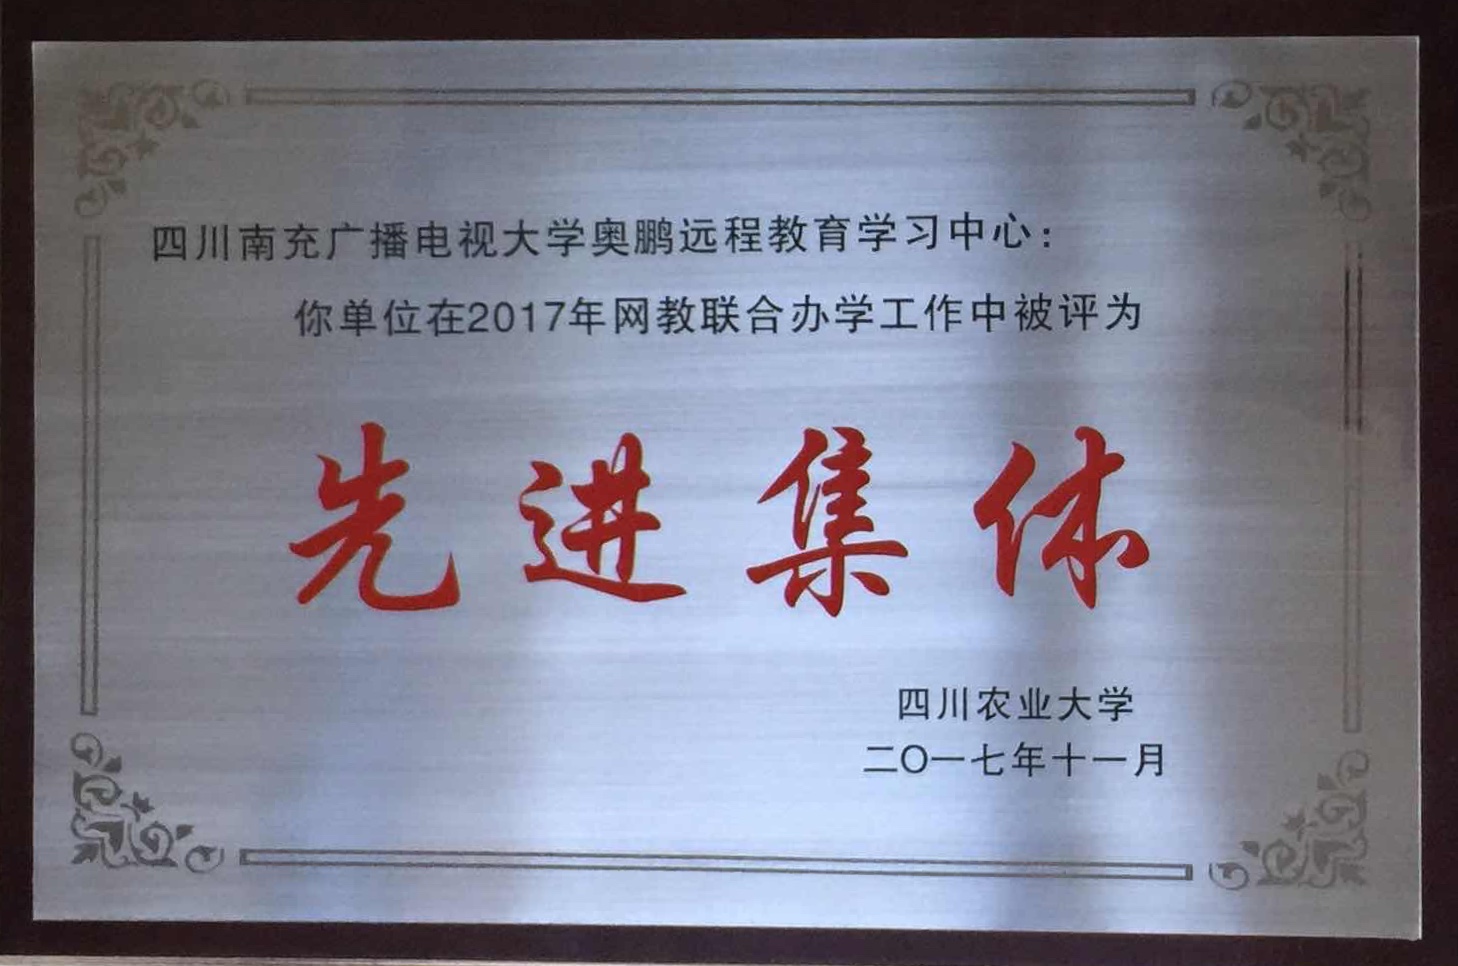 四川南充广播电视大学奥鹏远程教育学习中心：
你单位在2017年网教联合办学工作中被评为
先进集体
四川农业大学
二〇一七年十一月